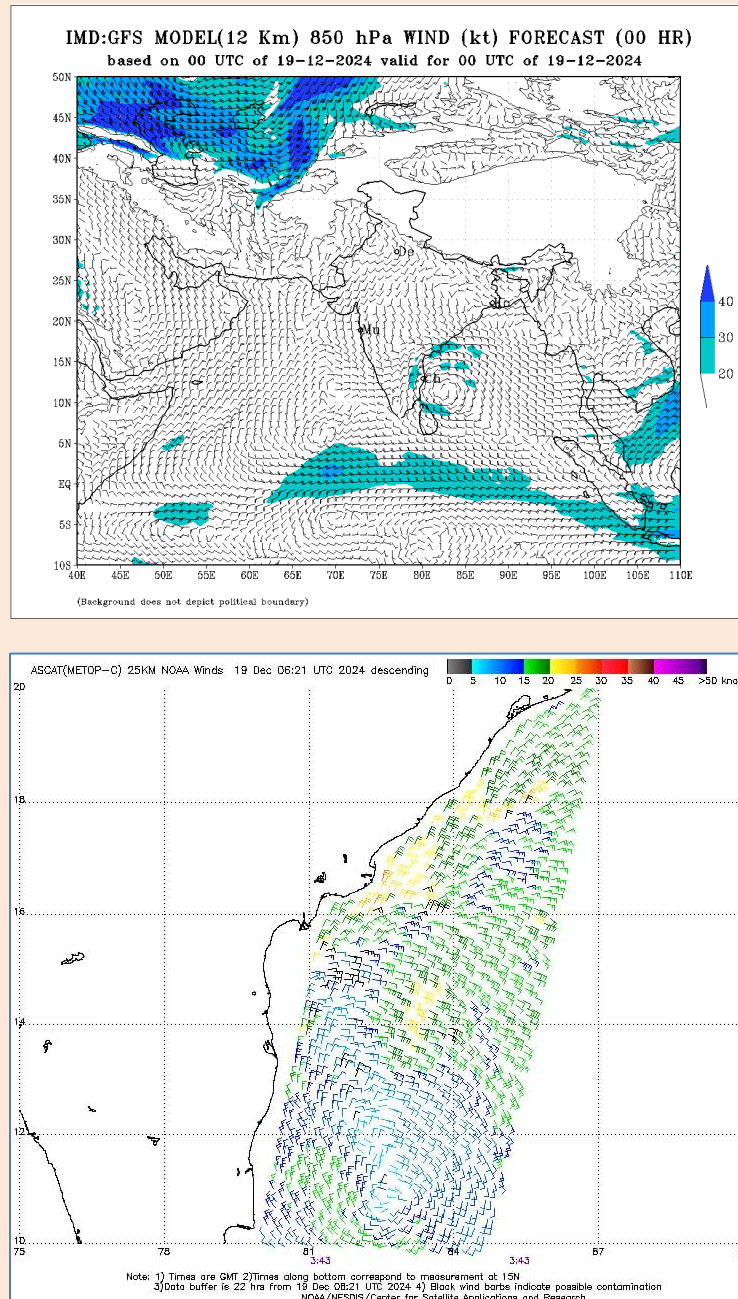 IMD:GFS MODEL(12 Km) 850 hPa WIND (kt) FORECAST (00 HR)
based on 00 UTC of 19-12-2024 valid for 00 UTC of 19-12-2024
50N
45N
40N
35N
30N
25N
20N
15N
10N
5N
EQ
5S
10S
De
Mu
40
30
20
40E 45E 50E 55E 60E 65E 70E 75E 80E 85E 90E 95E 100E 105E 110E
(Background does not depict political boundary)
ASCAT(METOP-C) 25KM NOAA Winds 19 Dec 06:21 UTC 2024 descending
0 5 10 15 20 25 30 35 40 45 >50 kno
20
18
16
14
12
10
75 78 81 84 87
3:43 3:43
Note: 1) Times are GMT 2)Times along bottom correspond to measurement at 15N
3)Data buffer is 22 hrs from 19 Dec 06:21 UTC 2024 4) Black wind barbs indicate possible contamination
NOAA/NESDIS/Center for Satellite Applications and Research